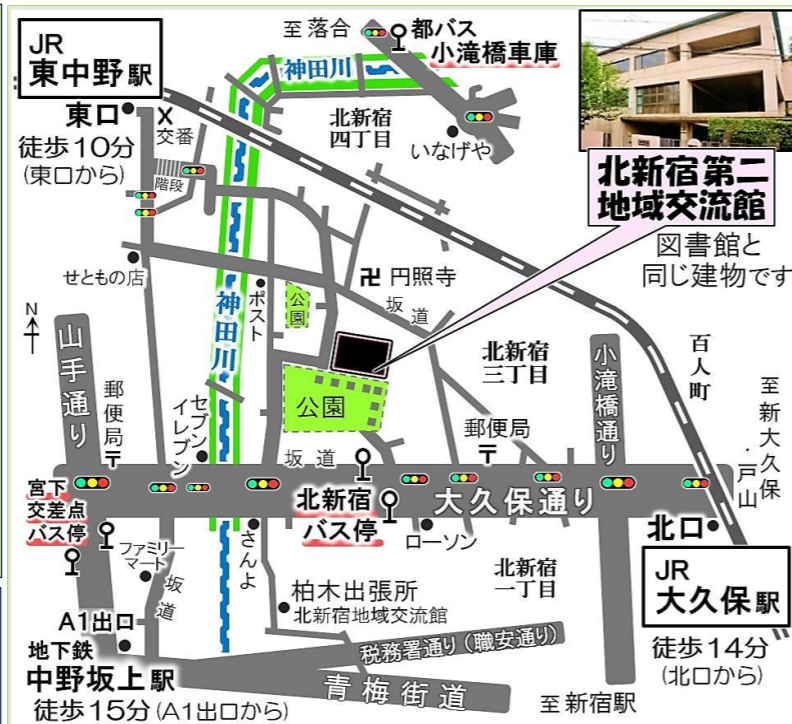 JR
東中野駅
東口
X
交番
徒歩10分
(東口から)
階段
せともの店
至落合
都バス
小滝橋車庫
神田川
北新宿
四丁目
いなげや
北新宿第二
地域交流館
図書館と
同じ建物です
卍 円照寺
坂道
ポスト
公園
神田川
N
山手通り
郵便局
〒
セブン
イレブン
公園
北新宿
三丁目
小滝橋通り
百人町
至新大久保
・戸山
郵便局
〒
坂道
宮下
交差点
バス停
北新宿
バス停
大久保通り
北口
ファミリー
マート
坂道
さんよ
ローソン
北新宿
一丁目
JR
大久保駅
徒歩14分
(北口から)
柏木出張所
北新宿地域交流館
A1出口
地下鉄
中野坂上駅
徒歩15分(A1出口から)
税務署通り(職安通り)
青梅街道
至新宿駅